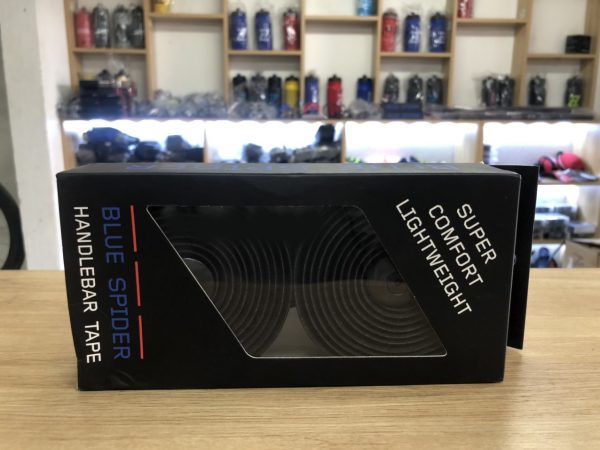 BLUE SPIDER
HANDLEBAR TAPE
SUPER
COMFORT
LIGHTWEIGHT